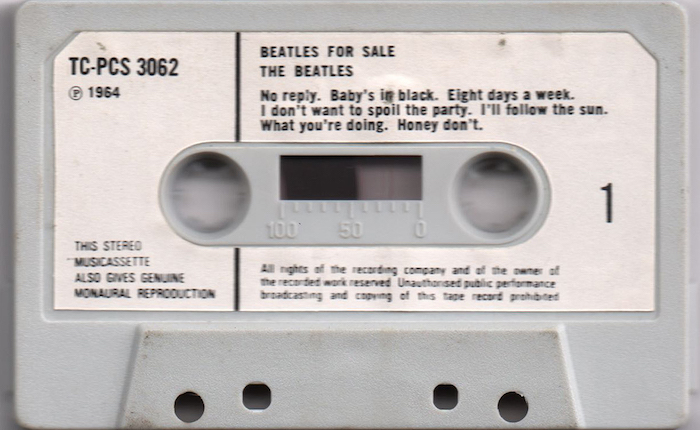 TC-PCS 3062
Ⓟ 1964
BEATLES FOR SALE
THE BEATLES
No reply. Baby's in black. Eight days a week.
I don't want to spoil the party. I'll follow the sun.
What you're doing. Honey don't.
1
100 50 0
THIS STEREO
MUSICASSETTE
ALSO GIVES GENUINE
MONAURAL REPRODUCTION
All rights of the recording company and of the owner of
the recorded work reserved. Unauthorised public performance
broadcasting and copying of this tape record prohibited